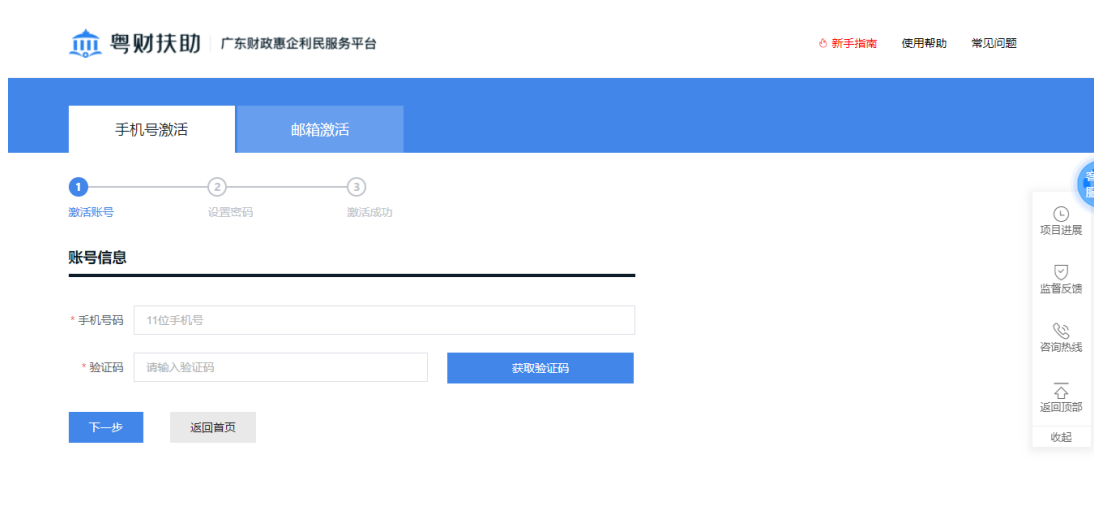 粤财扶助 广东财政惠企利民服务平台
新手指南 使用帮助 常见问题
手机号激活 邮箱激活
1 2 3
激活账号 设置密码 激活成功
账号信息
* 手机号码 11位手机号
* 验证码 请输入验证码 获取验证码
下一步 返回首页
客服
项目进展
监督反馈
咨询热线
返回顶部
收起